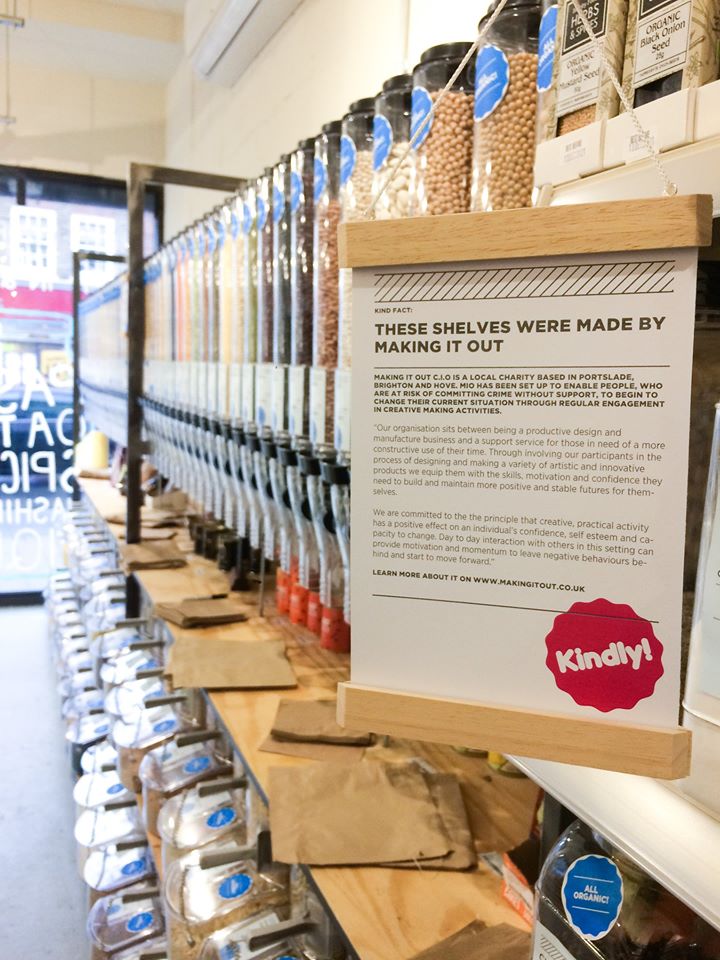 HERBS
& SPICES
ORGANIC
Yellow
Mustard Seed
ORGANIC
Black Onion
Seed
KIND FACT:
THESE SHELVES WERE MADE BY
MAKING IT OUT
MAKING IT OUT C.I.O IS A LOCAL CHARITY BASED IN PORTSLADE,
BRIGHTON AND HOVE. MIO HAS BEEN SET UP TO ENABLE PEOPLE, WHO
ARE AT RISK OF COMMITTING CRIME WITHOUT SUPPORT, TO BEGIN TO
CHANGE THEIR CURRENT SITUATION THROUGH REGULAR ENGAGEMENT
IN CREATIVE MAKING ACTIVITIES.
"Our organisation sits between being a productive design and
manufacture business and a support service for those in need of a more
constructive use of their time. Through involving our participants in the
process of designing and making a variety of artistic and innovative
products we equip them with the skills, motivation and confidence they
need to build and maintain more positive and stable futures for them-
selves.
We are committed to the the principle that creative, practical activity
has a positive effect on an individual's confidence, self esteem and ca-
pacity to change. Day to day interaction with others in this setting can
provide motivation and momentum to leave negative behaviours be-
hind and start to move forward."
LEARN MORE ABOUT IT ON WWW.MAKINGITOUT.CO.UK
Kindly!
ALL
ORGANIC!